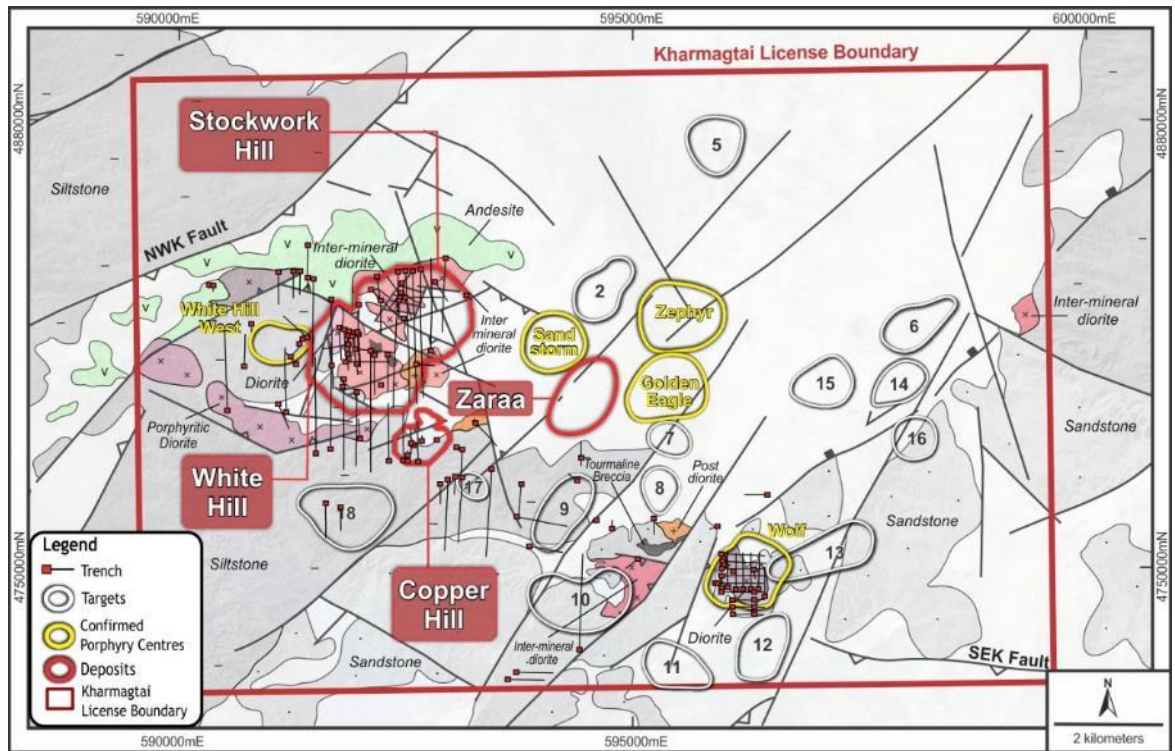 590000mE
595000mE
600000mE
Kharmagtai License Boundary
4880000mN
4880000mN
Stockwork
Hill
5
Siltstone
Andesite
NWK Fault
Inter-mineral
diorite
2
White Hill
West
Inter
mineral
diorite
Sand
storm
Zephyr
6
Inter-mineral
diorite
Diorite
Zaraa
Golden
Eagle
15
14
Porphyritic
Diorite
7
16
Sandstone
White
Hill
17
Tourmaline
Breccia
Post
diorite
8
18
9
Sandstone
Wolf
13
Legend
Trench
Targets
Confirmed
Porphyry Centres
Deposits
Kharmagtai
License Boundary
Siltstone
4750000mN
4750000mN
Copper
Hill
10
Diorite
12
Inter-mineral
diorite
Sandstone
11
SEK Fault
N
2 kilometers
590000mE
595000mE